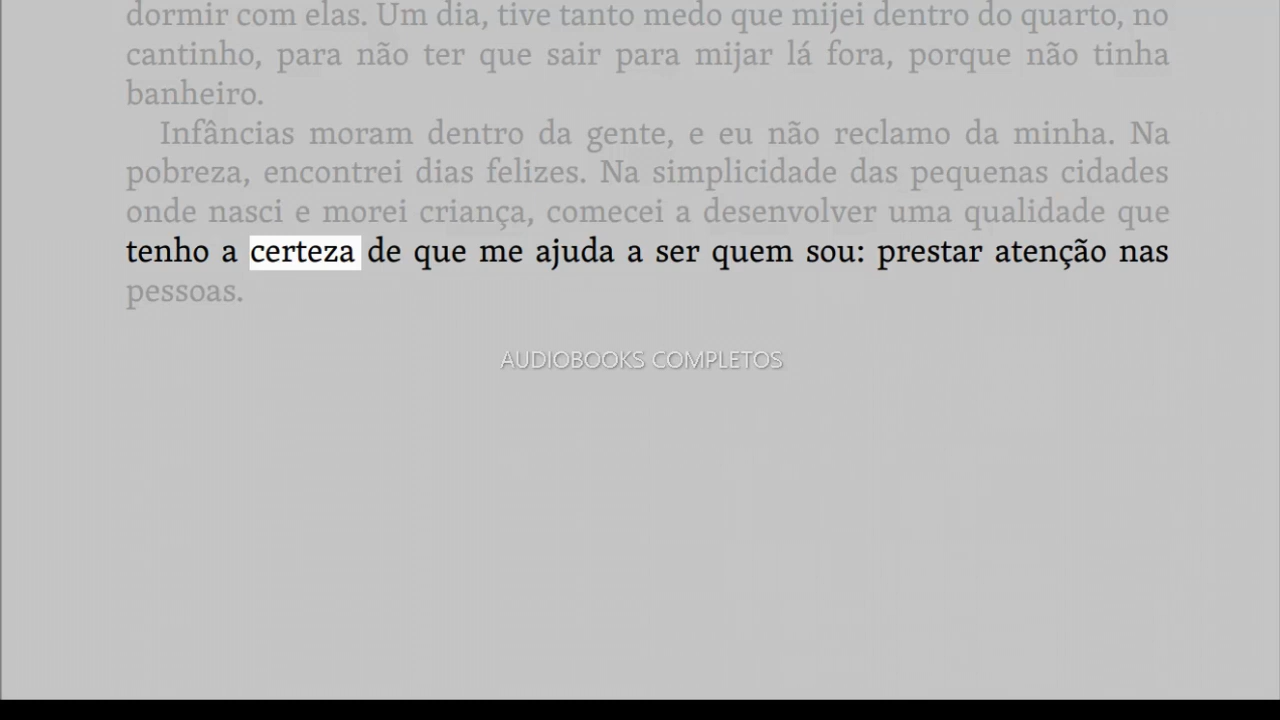 dormir com elas. Um dia, tive tanto medo que mijei dentro do quarto, no
cantinho, para não ter que sair para mijar lá fora, porque não tinha
banheiro.
Infâncias moram dentro da gente, e eu não reclamo da minha. Na
pobreza, encontrei dias felizes. Na simplicidade das pequenas cidades
onde nasci e morei criança, comecei a desenvolver uma qualidade que
tenho a certeza de que me ajuda a ser quem sou: prestar atenção nas
pessoas.
AUDIOBOOKS COMPLETOS